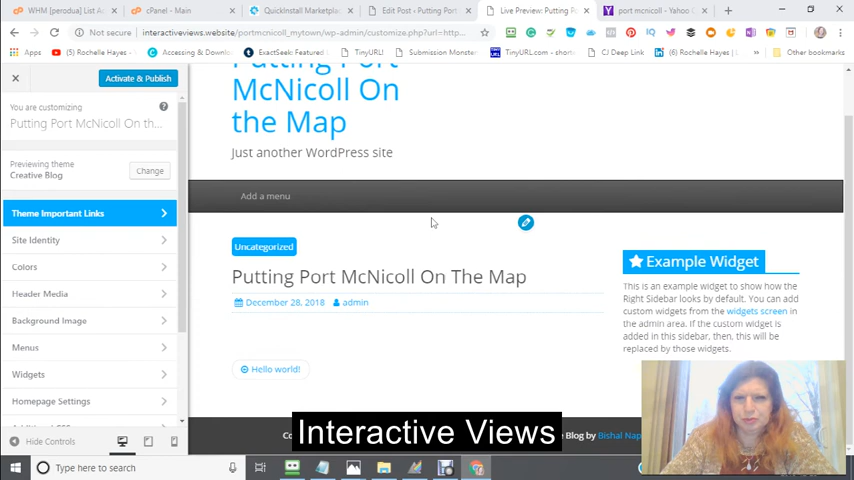 WHM [perodua] List Ac
cPanel - Main
QuickInstall Marketpla
Edit Post ‹ Putting Port
Live Preview: Putting Po
port mcnicoll - Yahoo C
interactiveviews.website/portmcnicoll_mytown/wp-admin/customize.php?url=http...
Apps
(5) Rochelle Hayes
Accessing & Downlo
ExactSeek: Featured
TinyURL!
Submission Monster
TinyURL.com - short
CJ Deep Link
(1) Rochelle Hayes
Other bookmarks
Activate & Publish
You are customizing
Putting Port McNicoll On th...
Previewing theme
Creative Blog
Change
Theme Important Links
Site Identity
Colors
Header Media
Background Image
Menus
Widgets
Homepage Settings
Hide Controls
Putting Port
McNicoll On
the Map
Just another WordPress site
Add a menu
Uncategorized
Putting Port McNicoll On The Map
December 28, 2018
admin
Hello world!
Example Widget
This is an example widget to show how the
Right Sidebar looks by default. You can add
custom widgets from the widgets screen in
the admin area. If the custom widget is
added in this sidebar, then, this will be
replaced by those widgets.
Blog by Bishal Nap
Interactive Views
Type here to search